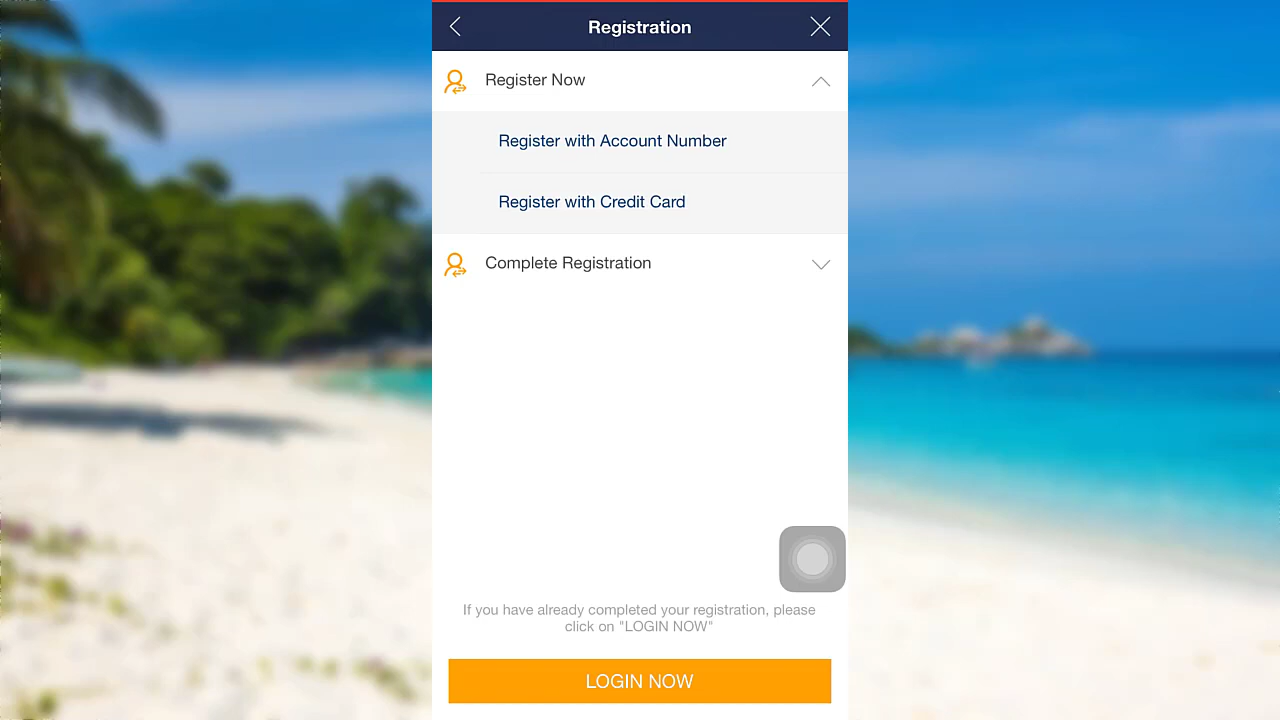 Registration
Register Now
Register with Account Number
Register with Credit Card
Complete Registration
If you have already completed your registration, please
click on "LOGIN NOW"
LOGIN NOW